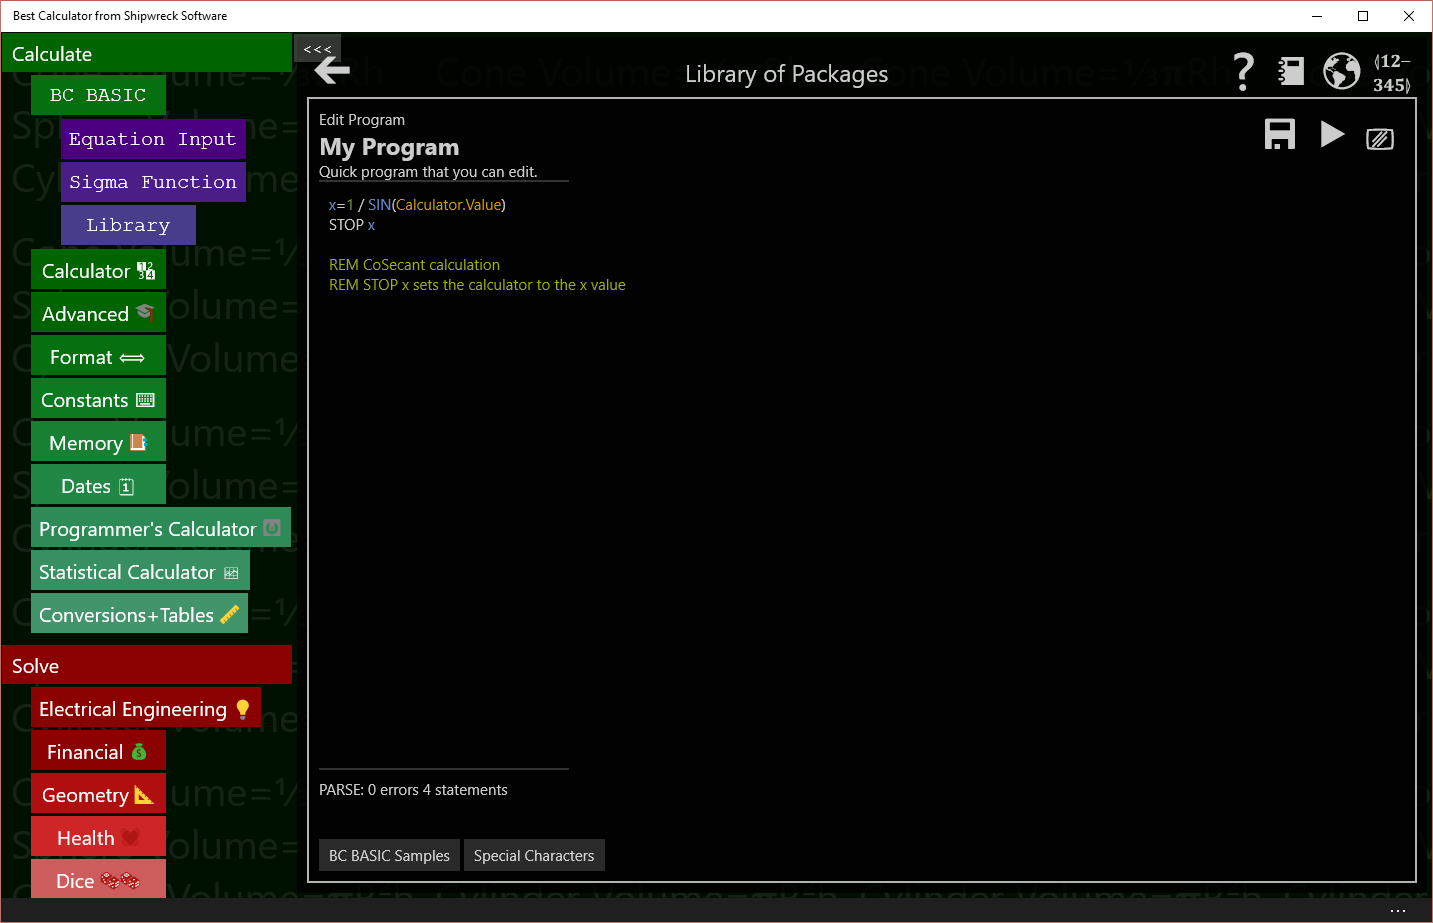 Best Calculator from Shipwreck Software
Calculate
BC BASIC
Equation Input
Sigma Function
Library
Calculator
Advanced
Format
Constants
Memory
Dates
Programmer's Calculator
Statistical Calculator
Conversions+Tables
Solve
Electrical Engineering
Financial
Geometry
Health
Dice
<<<
Library of Packages
?
(12–
345)
Edit Program
My Program
Quick program that you can edit.
x=1 / SIN(Calculator.Value)
STOP x
REM CoSecant calculation
REM STOP x sets the calculator to the x value
PARSE: 0 errors 4 statements
BC BASIC Samples
Special Characters
...